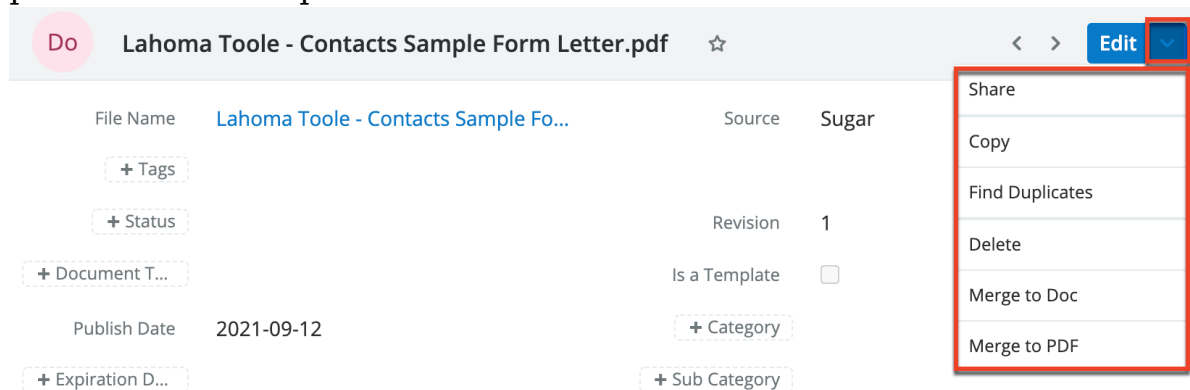 Do Lahoma Toole - Contacts Sample Form Letter.pdf Edit
Share
File Name Lahoma Toole - Contacts Sample Fo... Source Sugar
Copy
+ Tags
Find Duplicates
+ Status Revision 1
Delete
+ Document T... Is a Template
Merge to Doc
Publish Date 2021-09-12 + Category
Merge to PDF
+ Expiration D... + Sub Category